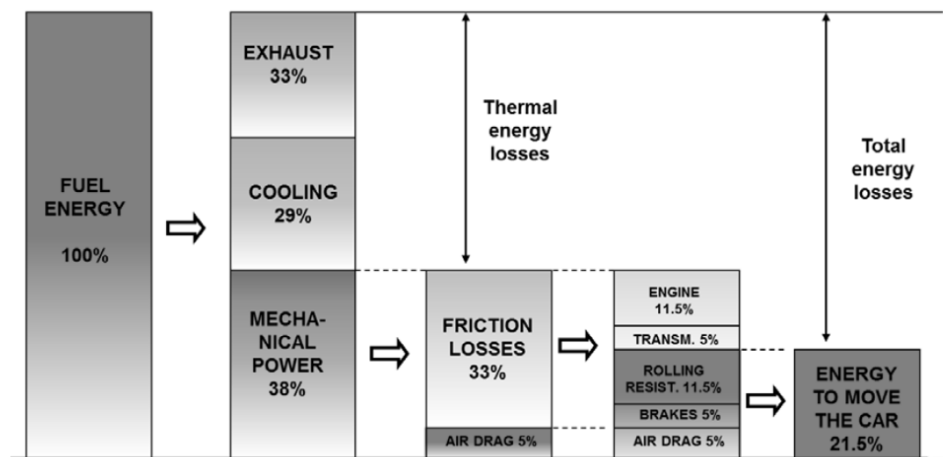 FUEL
ENERGY
100%
EXHAUST
33%
COOLING
29%
MECHA-
NICAL
POWER
38%
Thermal
energy
losses
FRICTION
LOSSES
33%
AIR DRAG 5%
ENGINE
11.5%
TRANSM. 5%
ROLLING
RESIST. 11.5%
BRAKES 5%
AIR DRAG 5%
Total
energy
losses
ENERGY
TO MOVE
THE CAR
21.5%